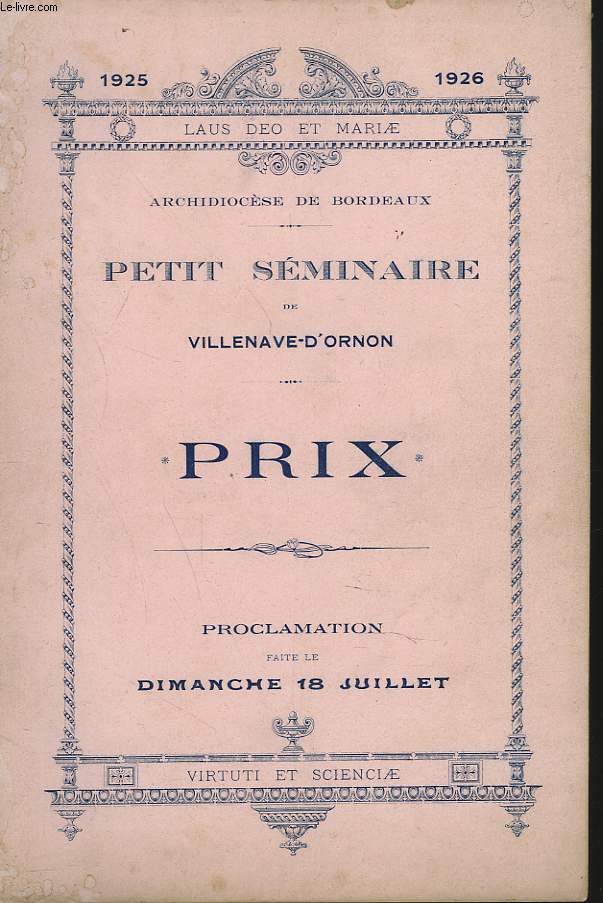 Le-livre.com
1925 1926
LAUS DEO ET MARIÆ
ARCHIDIOCÈSE DE BORDEAUX
PETIT SÉMINAIRE
DE
VILLENAVE-D'ORNON
*PRIX*
PROCLAMATION
FAITE LE
DIMANCHE 18 JUILLET
VIRTUTI ET SCIENCIÆ